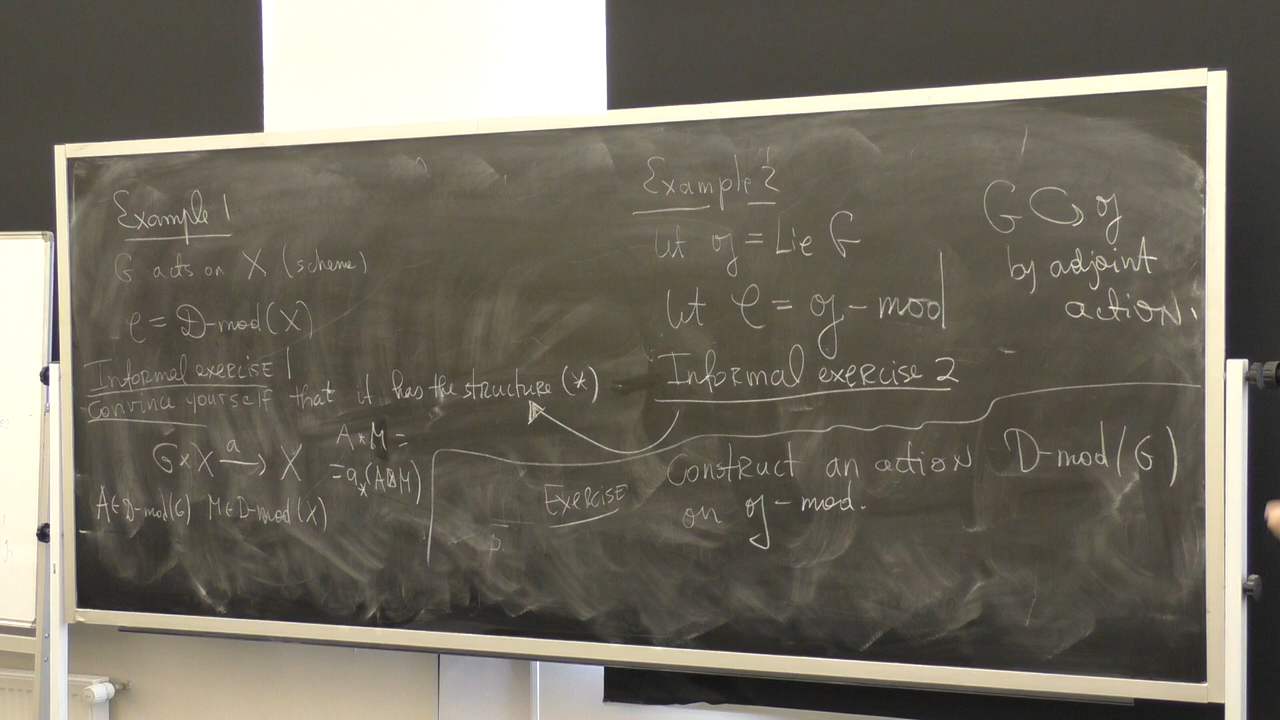 Example 1
G acts on X (scheme)
𝒞 = D-mod(X)
Informal exercise 1
Convince yourself that it has the structure (*)
G×X —a→ X
A*M =
= a_*(A⊠M)
A∈D-mod(G) M∈D-mod(X)
Example 2
Let 𝔤 = Lie G
Let 𝒞 = 𝔤-mod
Informal exercise 2
G ↻ 𝔤
by adjoint
action.
Exercise
Construct an action D-mod(G)
on 𝔤-mod.